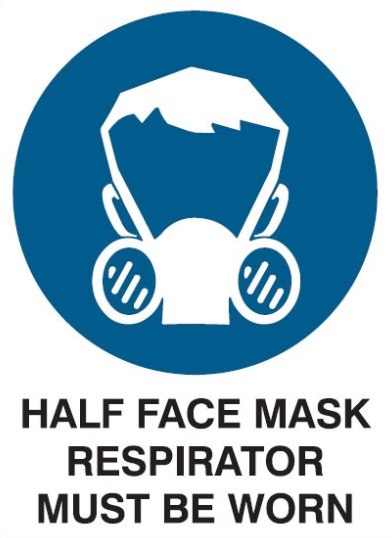 HALF FACE MASK
RESPIRATOR
MUST BE WORN